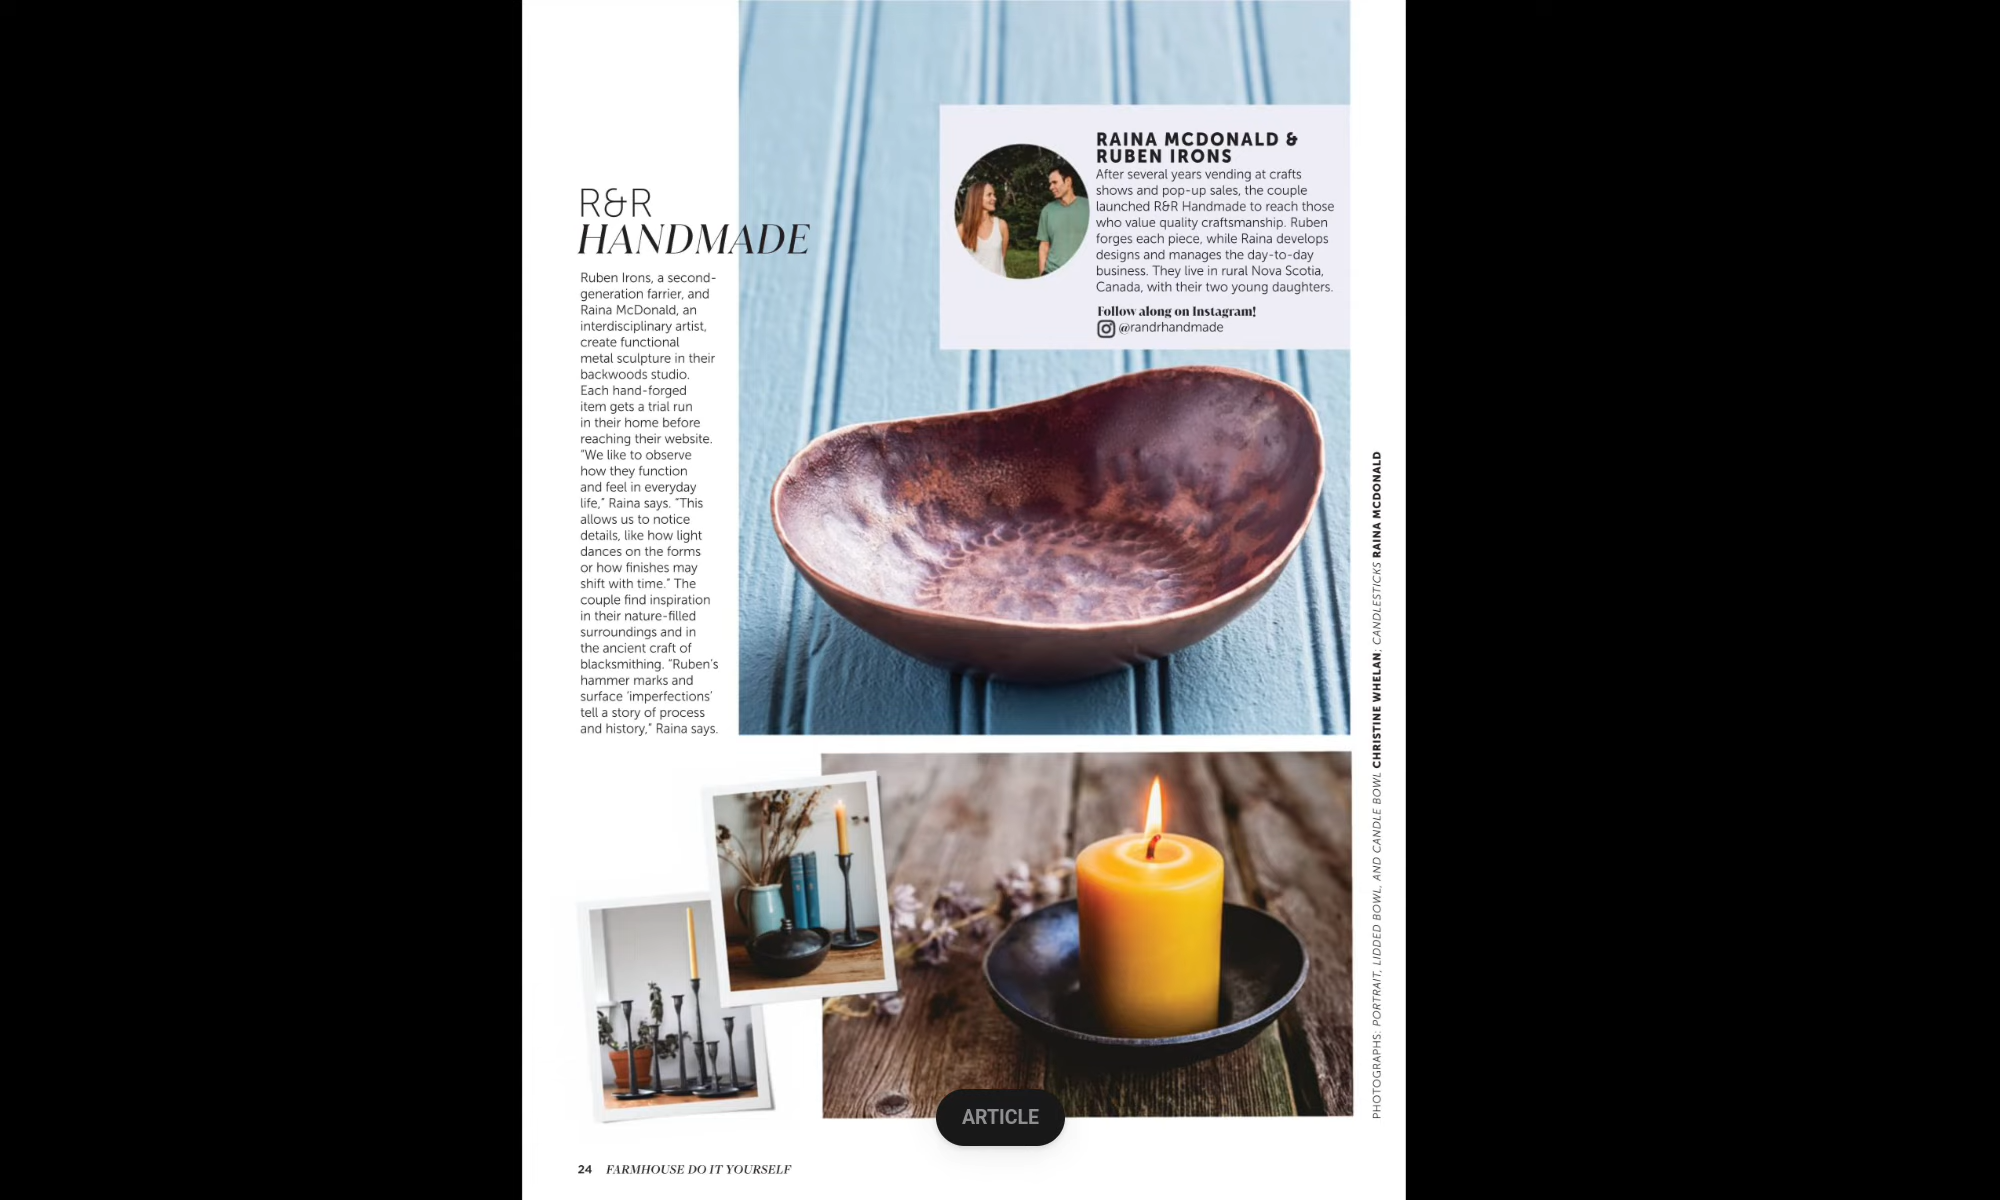 R&R
HANDMADE
Ruben Irons, a second-
generation farrier, and
Raina McDonald, an
interdisciplinary artist,
create functional
metal sculpture in their
backwoods studio.
Each hand-forged
item gets a trial run
in their home before
reaching their website.
“We like to observe
how they function
and feel in everyday
life,” Raina says. “This
allows us to notice
details, like how light
dances on the forms
or how finishes may
shift with time.” The
couple find inspiration
in their nature-filled
surroundings and in
the ancient craft of
blacksmithing. “Ruben’s
hammer marks and
surface ‘imperfections’
tell a story of process
and history,” Raina says.
RAINA MCDONALD &
RUBEN IRONS
After several years vending at crafts
shows and pop-up sales, the couple
launched R&R Handmade to reach those
who value quality craftsmanship. Ruben
forges each piece, while Raina develops
designs and manages the day-to-day
business. They live in rural Nova Scotia,
Canada, with their two young daughters.
Follow along on Instagram!
@randrhandmade
PHOTOGRAPHS: PORTRAIT, LIDDED BOWL, AND CANDLE BOWL CHRISTINE WHELAN; CANDLESTICKS RAINA MCDONALD
ARTICLE
24 FARMHOUSE DO IT YOURSELF